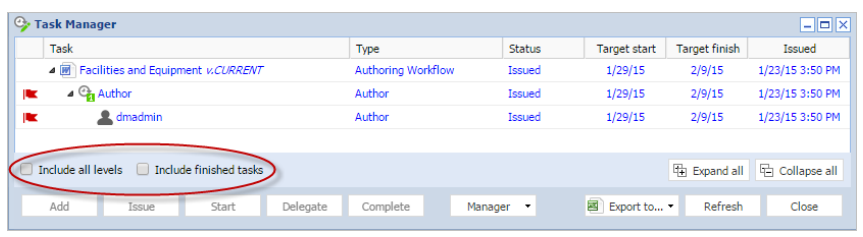 Task Manager
Task Type Status Target start Target finish Issued
Facilities and Equipment v.CURRENT Authoring Workflow Issued 1/29/15 2/9/15 1/23/15 3:50 PM
Author Author Issued 1/29/15 2/9/15 1/23/15 3:50 PM
dmadmin Author Issued 1/29/15 2/9/15 1/23/15 3:50 PM
Include all levels Include finished tasks Expand all Collapse all
Add Issue Start Delegate Complete Manager Export to... Refresh Close